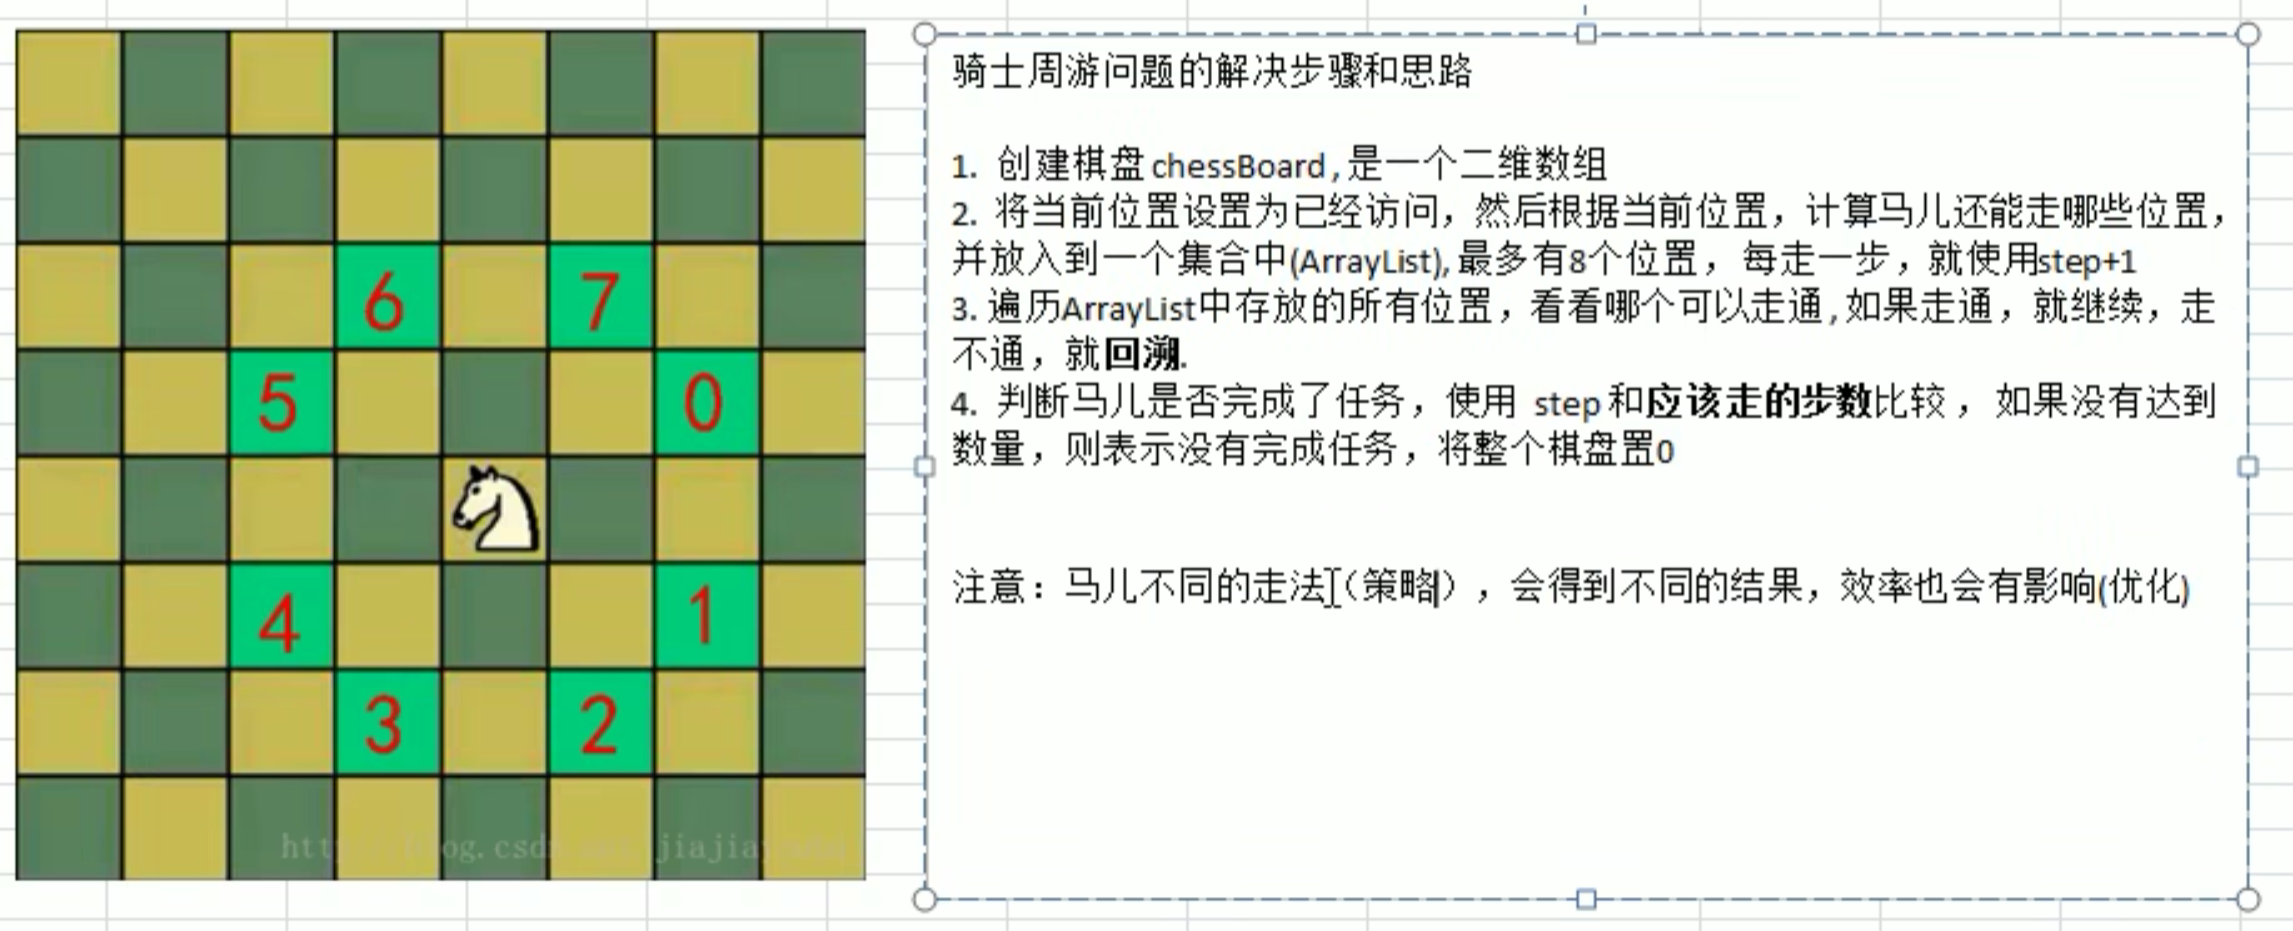 骑士周游问题的解决步骤和思路
1. 创建棋盘 chessBoard , 是一个二维数组
2. 将当前位置设置为已经访问，然后根据当前位置，计算马儿还能走哪些位置，
并放入到一个集合中(ArrayList), 最多有8个位置， 每走一步，就使用step+1
3. 遍历ArrayList中存放的所有位置，看看哪个可以走通 , 如果走通，就继续，走
不通，就回溯.
4. 判断马儿是否完成了任务，使用 step 和应该走的步数比较 ， 如果没有达到
数量，则表示没有完成任务，将整个棋盘置0
注意：马儿不同的走法（策略），会得到不同的结果，效率也会有影响(优化)
6 7
5 0
4 1
3 2